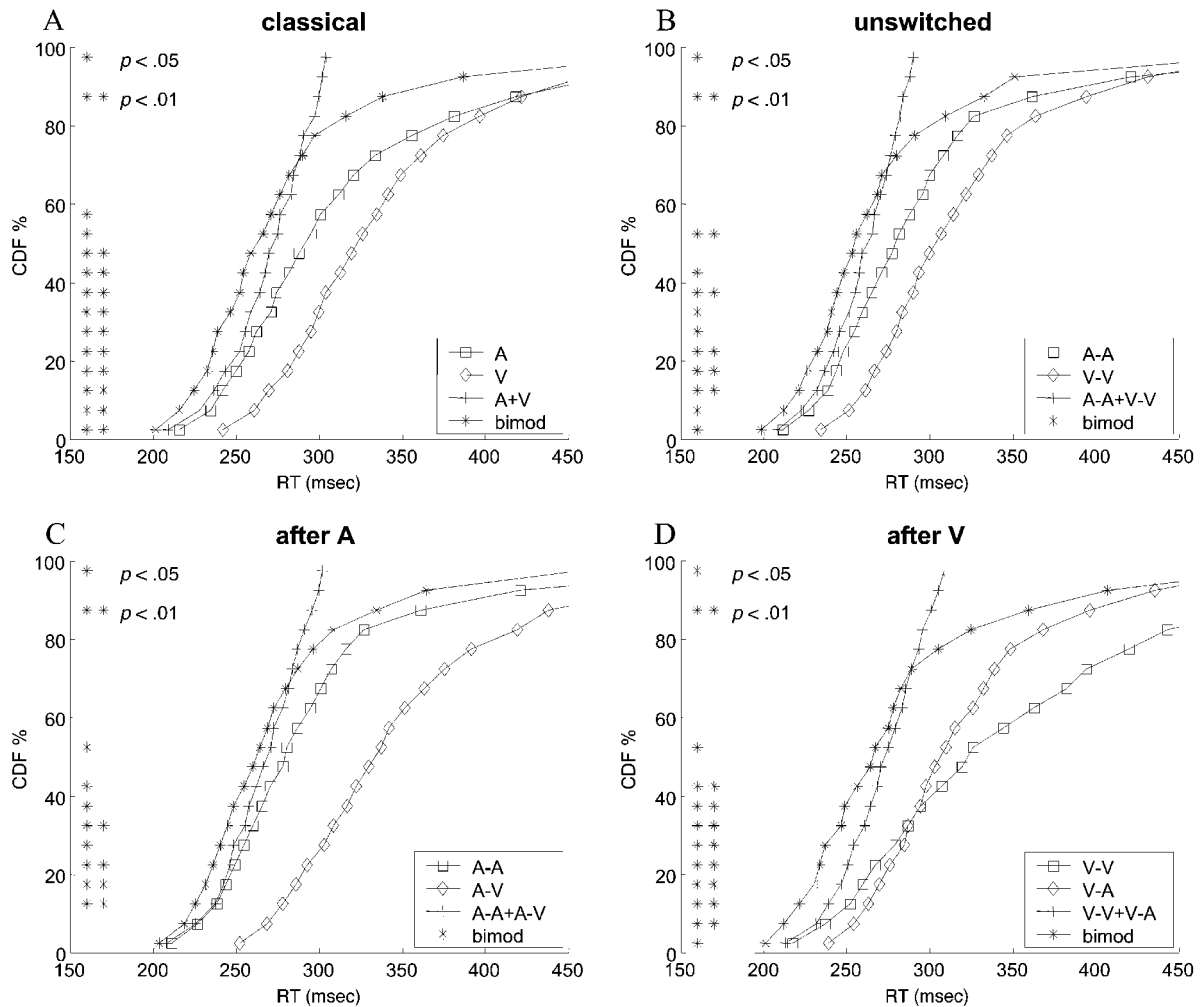 A
classical
100
80
60
40
20
0
CDF %
p < .05
p < .01
A
V
A+V
bimod
150 200 250 300 350 400 450
RT (msec)
B
unswitched
100
80
60
40
20
0
CDF %
p < .05
p < .01
A-A
V-V
A-A+V-V
bimod
150 200 250 300 350 400 450
RT (msec)
C
after A
100
80
60
40
20
0
CDF %
p < .05
p < .01
A-A
A-V
A-A+A-V
bimod
150 200 250 300 350 400 450
RT (msec)
D
after V
100
80
60
40
20
0
CDF %
p < .05
p < .01
V-V
V-A
V-V+V-A
bimod
150 200 250 300 350 400 450
RT (msec)